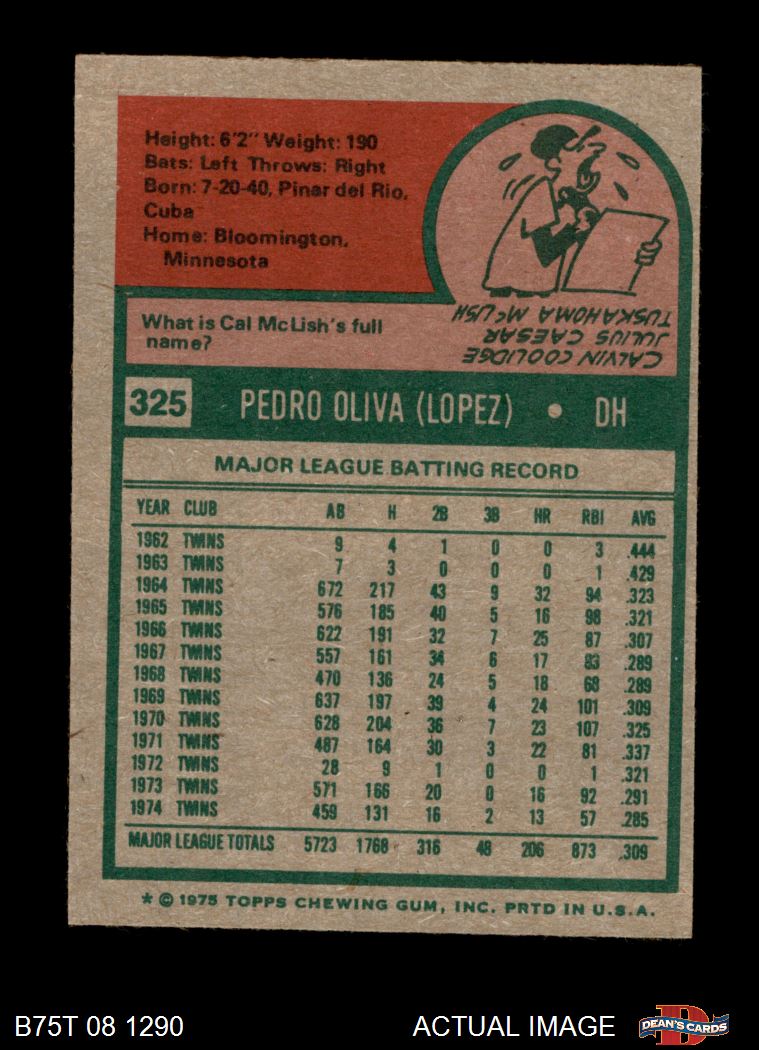 Height: 6'2" Weight: 190
Bats: Left Throws: Right
Born: 7-20-40, Pinar del Rio,
Cuba
Home: Bloomington,
Minnesota
What is Cal McLish's full
name?
CALVIN COOLIDGE
JULIUS CAESAR
TUSKAHOMA McLISH
325 PEDRO OLIVA (LOPEZ) • DH
MAJOR LEAGUE BATTING RECORD
YEAR CLUB AB H 2B 3B HR RBI AVG
1962 TWINS 9 4 1 0 0 3 .444
1963 TWINS 7 3 0 0 0 1 .429
1964 TWINS 672 217 43 9 32 94 .323
1965 TWINS 576 185 40 5 16 98 .321
1966 TWINS 622 191 32 7 25 87 .307
1967 TWINS 557 161 34 6 17 83 .289
1968 TWINS 470 136 24 5 18 68 .289
1969 TWINS 637 197 39 4 24 101 .309
1970 TWINS 628 204 36 7 23 107 .325
1971 TWINS 487 164 30 3 22 81 .337
1972 TWINS 28 9 1 0 0 1 .321
1973 TWINS 571 166 20 0 16 92 .291
1974 TWINS 459 131 16 2 13 57 .285
MAJOR LEAGUE TOTALS 5723 1768 316 48 206 873 .309
* © 1975 TOPPS CHEWING GUM, INC. PRTD IN U.S.A.
B75T 08 1290 ACTUAL IMAGE
D
DEAN'S CARDS